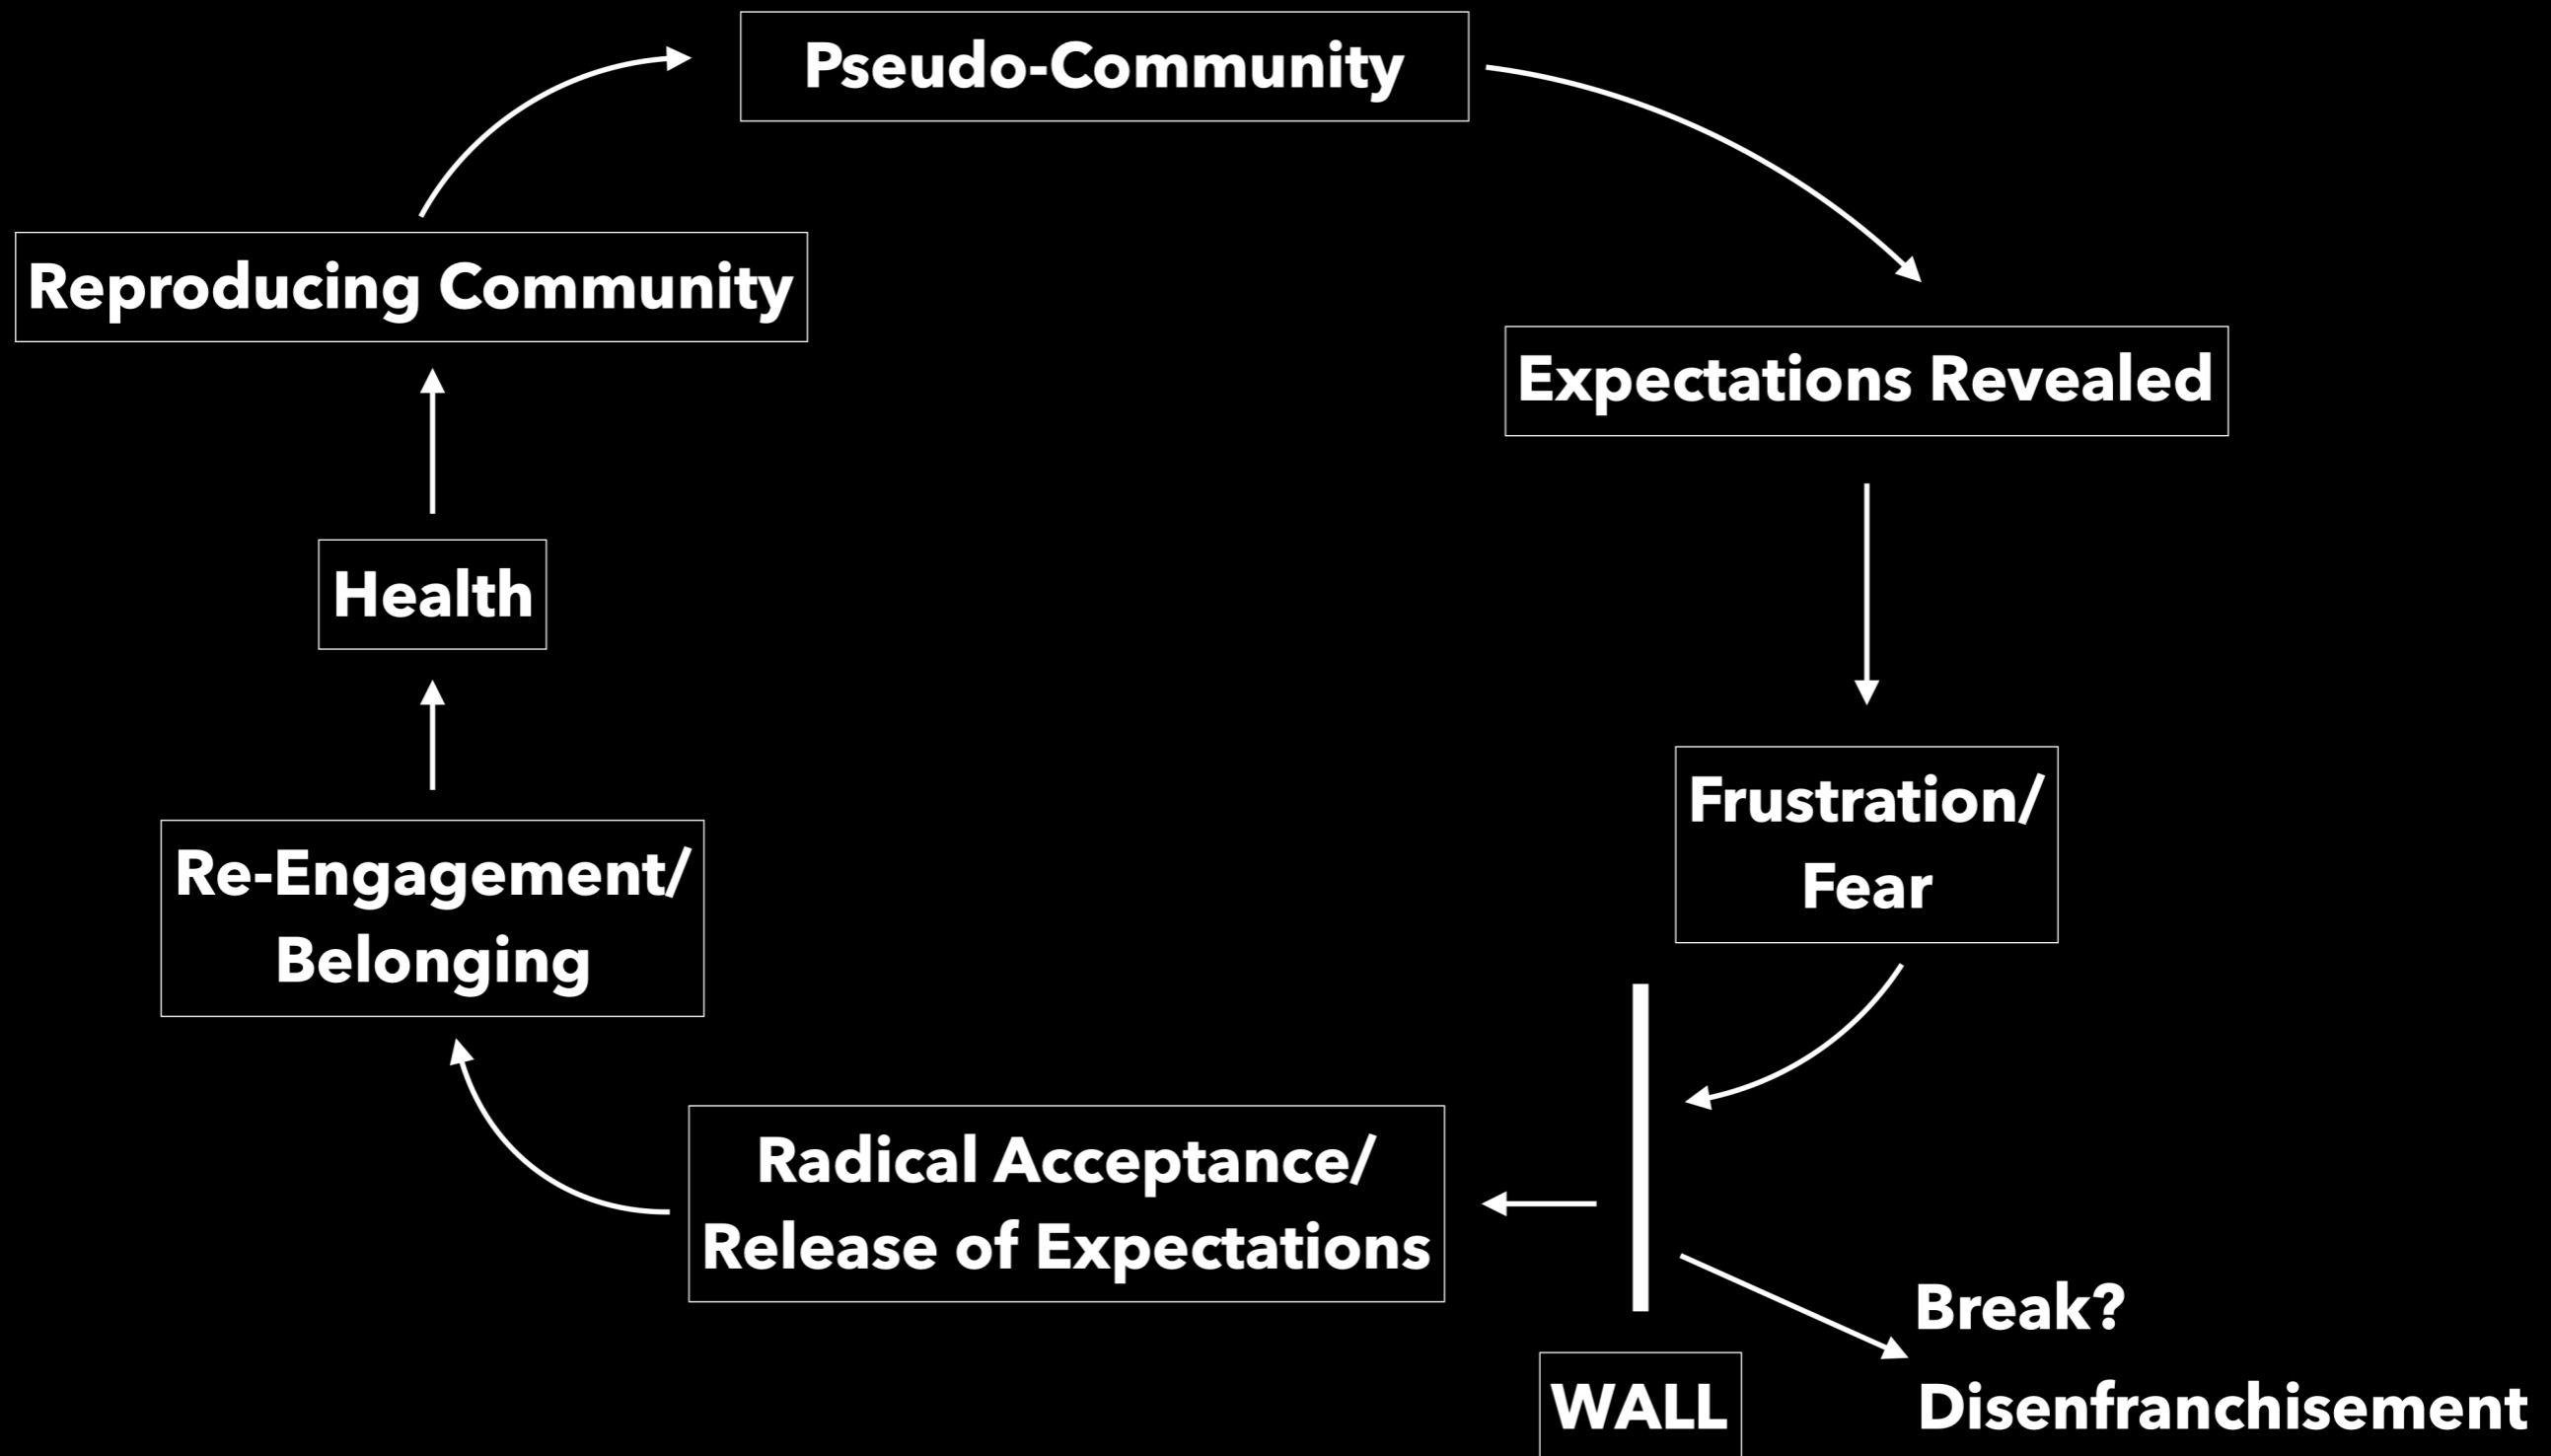 Pseudo-Community
Reproducing Community
Expectations Revealed
Health
Frustration/
Fear
Re-Engagement/
Belonging
Radical Acceptance/
Release of Expectations
Break?
Disenfranchisement
WALL